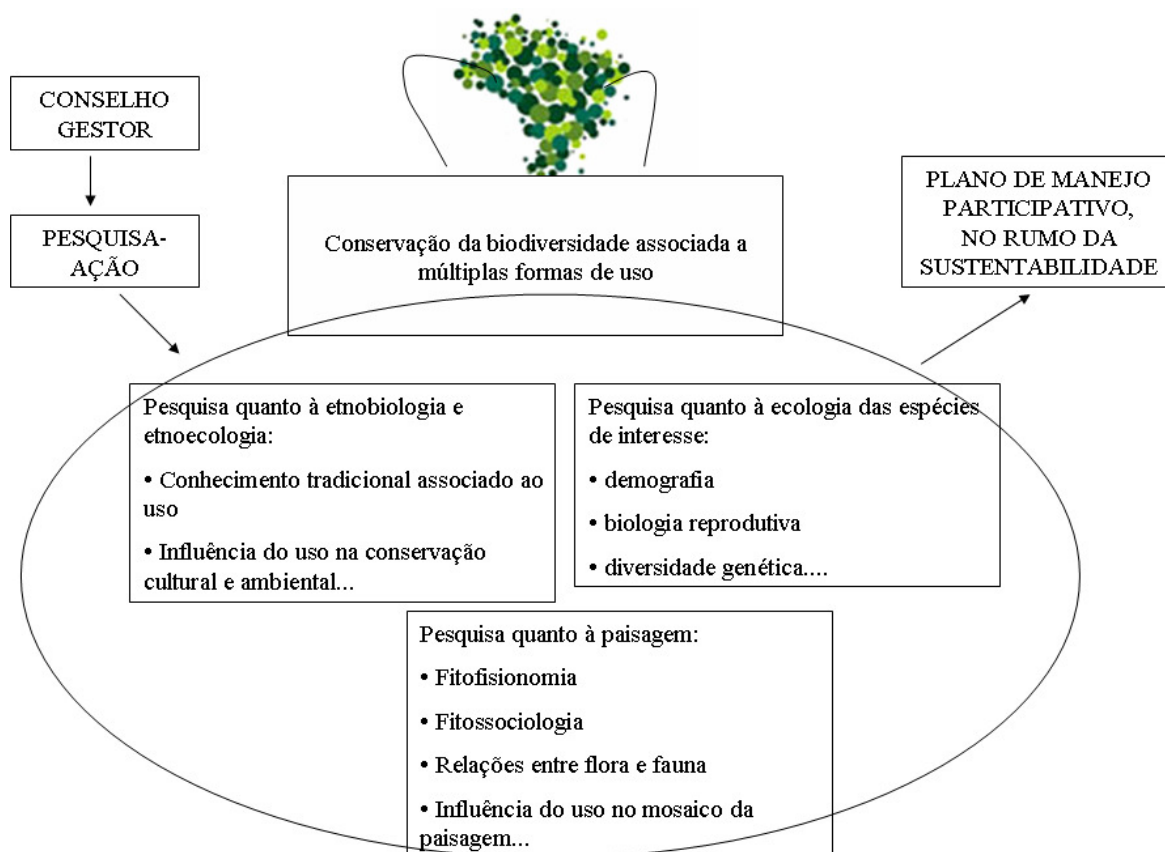 CONSELHO
GESTOR
PESQUISA-
AÇÃO
Conservação da biodiversidade associada a
múltiplas formas de uso
PLANO DE MANEJO
PARTICIPATIVO,
NO RUMO DA
SUSTENTABILIDADE
Pesquisa quanto à etnobiologia e
etnoecologia:
• Conhecimento tradicional associado ao
uso
• Influência do uso na conservação
cultural e ambiental...
Pesquisa quanto à ecologia das espécies
de interesse:
• demografia
• biologia reprodutiva
• diversidade genética....
Pesquisa quanto à paisagem:
• Fitofisionomia
• Fitossociologia
• Relações entre flora e fauna
• Influência do uso no mosaico da
paisagem...